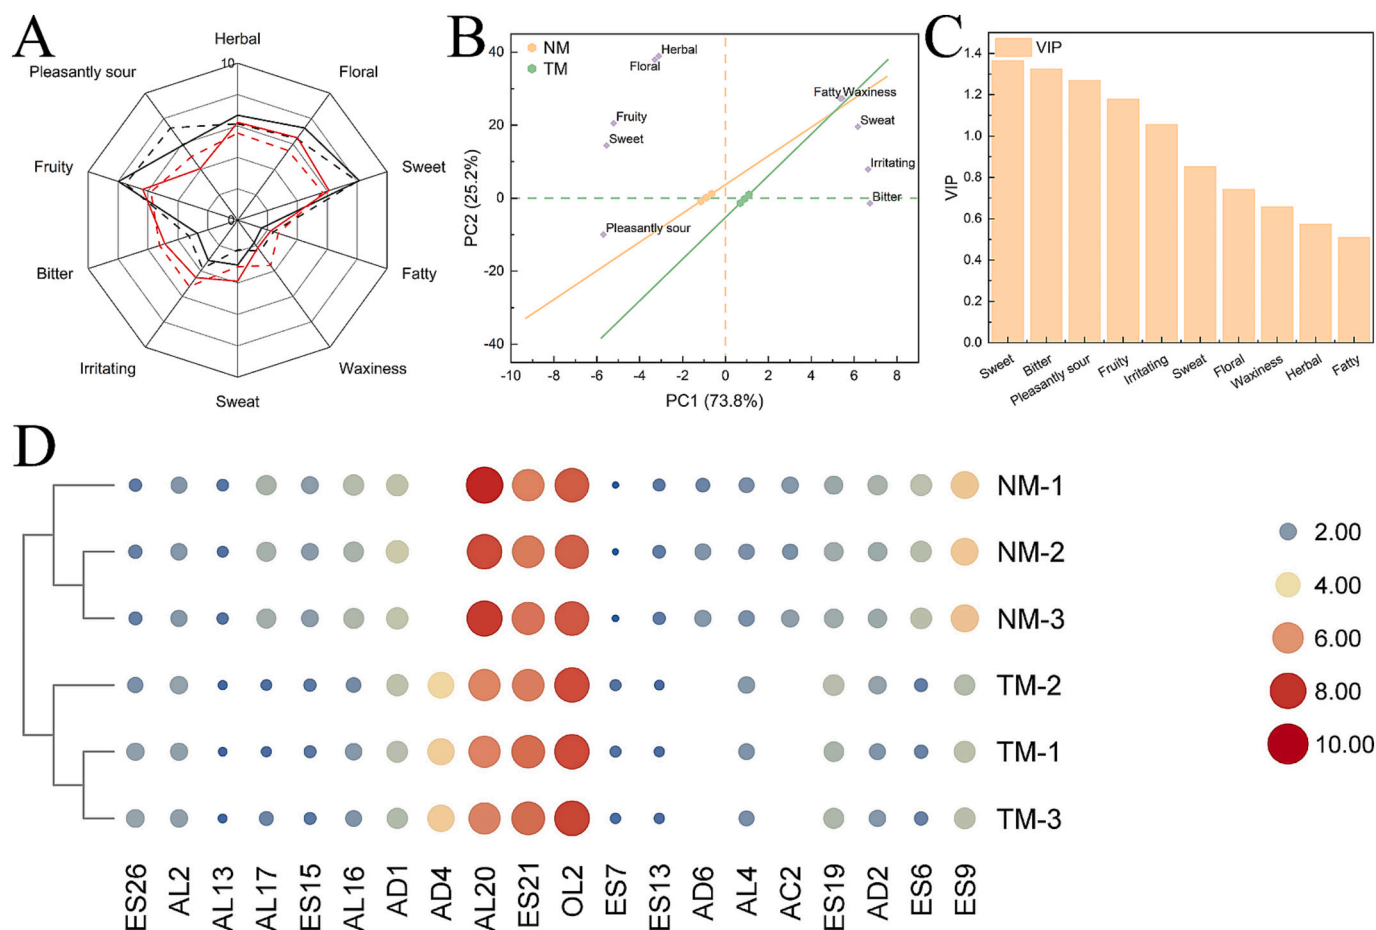 A
Herbal
Pleasantly sour
Floral
10
Fruity
Sweet
0
Bitter
Fatty
Irritating
Waxiness
Sweat
B
NM
TM
Herbal
Floral
Fatty Waxiness
Fruity
Sweat
Sweet
Irritating
Bitter
Pleasantly sour
PC2 (25.2%)
40
20
0
-20
-40
-10
-8
-6
-4
-2
0
2
4
6
8
PC1 (73.8%)
C
VIP
VIP
1.4
1.2
1.0
0.8
0.6
0.4
0.2
0.0
Sweet
Bitter
Pleasantly sour
Fruity
Irritating
Sweat
Floral
Waxiness
Herbal
Fatty
D
NM-1
NM-2
NM-3
TM-2
TM-1
TM-3
2.00
4.00
6.00
8.00
10.00
ES26
AL2
AL13
AL17
ES15
AL16
AD1
AD4
AL20
ES21
OL2
ES7
ES13
AD6
AL4
AC2
ES19
AD2
ES6
ES9